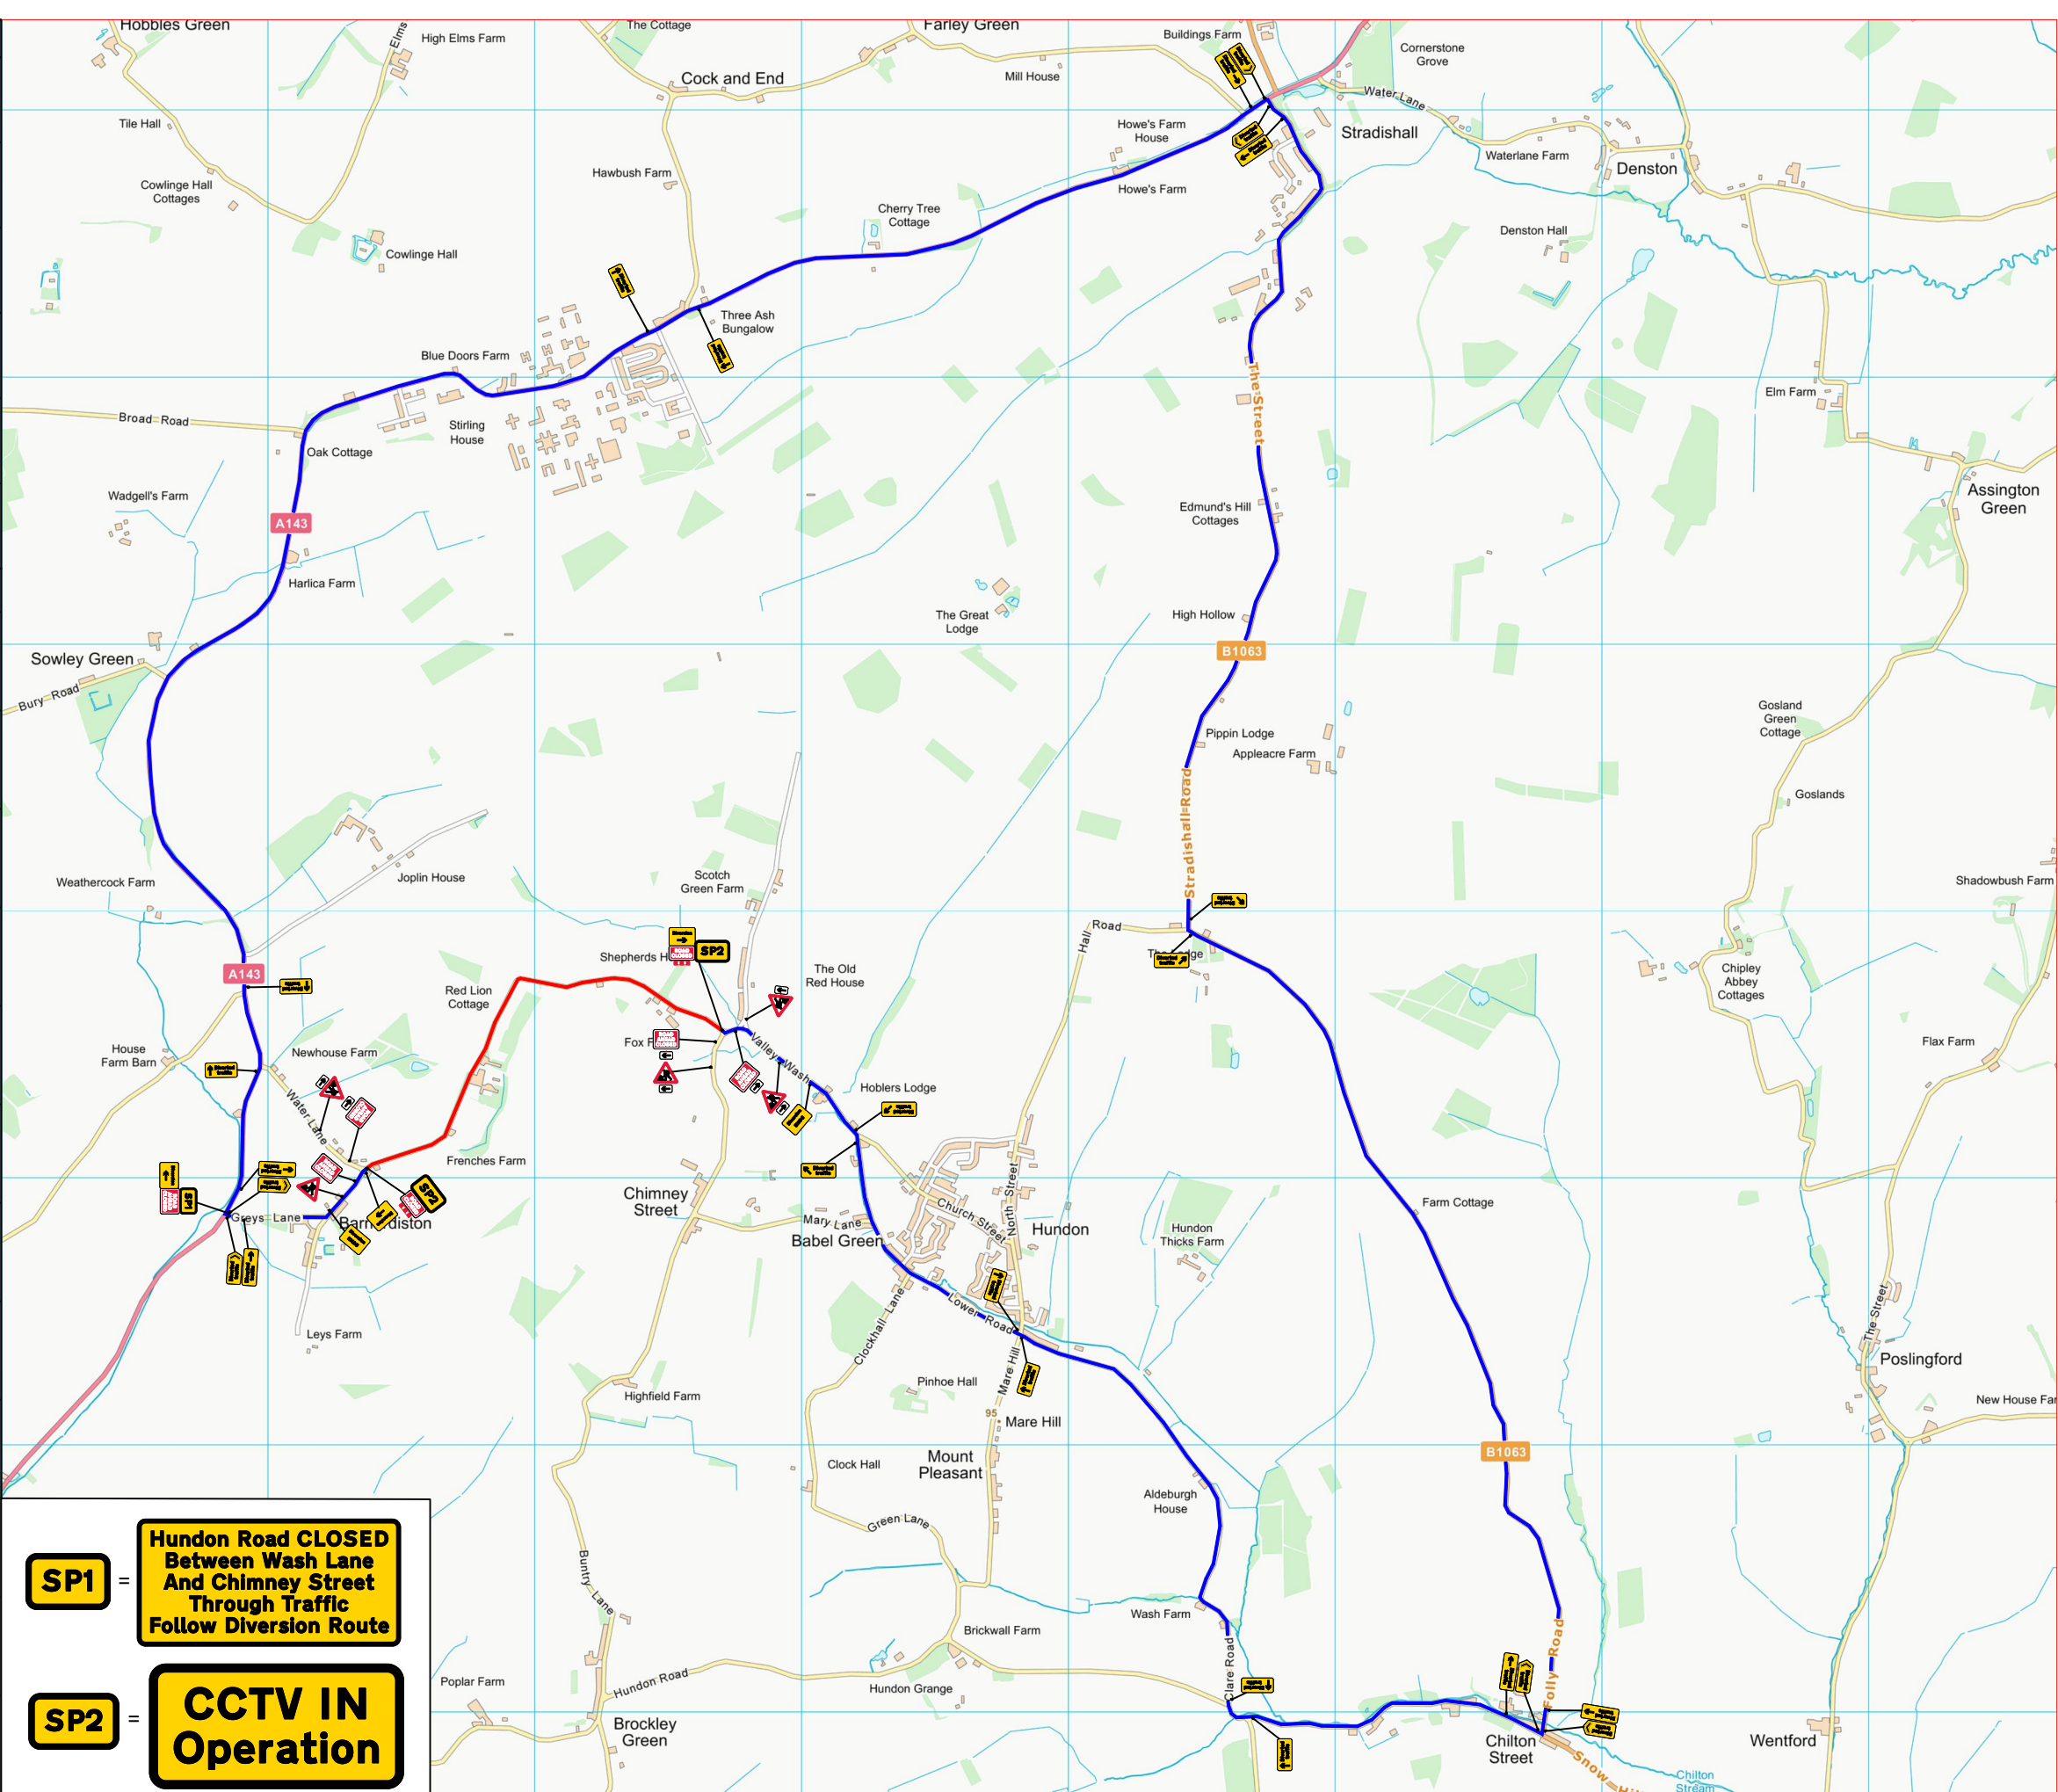 Hobbles Green
Elms
High Elms Farm
The Cottage
Farley Green
Buildings Farm
Cornerstone
Grove
Cock and End
Mill House
Water Lane
Tile Hall
Howe's Farm
House
Stradishall
Waterlane Farm
Denston
Hawbush Farm
Cowlinge Hall
Cottages
Howe's Farm
Cherry Tree
Cottage
Denston Hall
Cowlinge Hall
Three Ash
Bungalow
Blue Doors Farm
The Street
Elm Farm
Broad Road
Stirling
House
Oak Cottage
Wadgell's Farm
Assington
Green
Edmund's Hill
Cottages
A143
Harlica Farm
The Great
Lodge
High Hollow
B1063
Sowley Green
Bury Road
Gosland
Green
Cottage
Pippin Lodge
Appleacre Farm
Stradishall Road
Goslands
Weathercock Farm
Joplin House
Scotch
Green Farm
Shadowbush Farm
Diverted
traffic
Hall
Road
SP2
Shepherds H
A143
The Old
Red House
Red Lion
Cottage
Chipley
Abbey
Cottages
House
Farm Barn
Newhouse Farm
Fox F
Valley Wash
Flax Farm
Hoblers Lodge
Water Lane
Frenches Farm
SP2
SP1
Greys Lane
Chimney
Street
Mary Lane
Babel Green
Church Street
North Street
Hundon
Hundon
Thicks Farm
Farm Cottage
Lower Road
Clockhall Lane
Leys Farm
Mare Hill
The Street
Poslingford
Highfield Farm
Pinhoe Hall
95
Mare Hill
New House Far
Clock Hall
Mount
Pleasant
B1063
Aldeburgh
House
Green Lane
Buntry Lane
Wash Farm
Brickwall Farm
Clare Road
Folly Road
Poplar Farm
Hundon Road
Hundon Grange
Brockley
Green
Chilton
Street
Wentford
Snow Hill
Chilton
Stream
SP1
=
Hundon Road CLOSED
Between Wash Lane
And Chimney Street
Through Traffic
Follow Diversion Route
SP2
=
CCTV IN
Operation